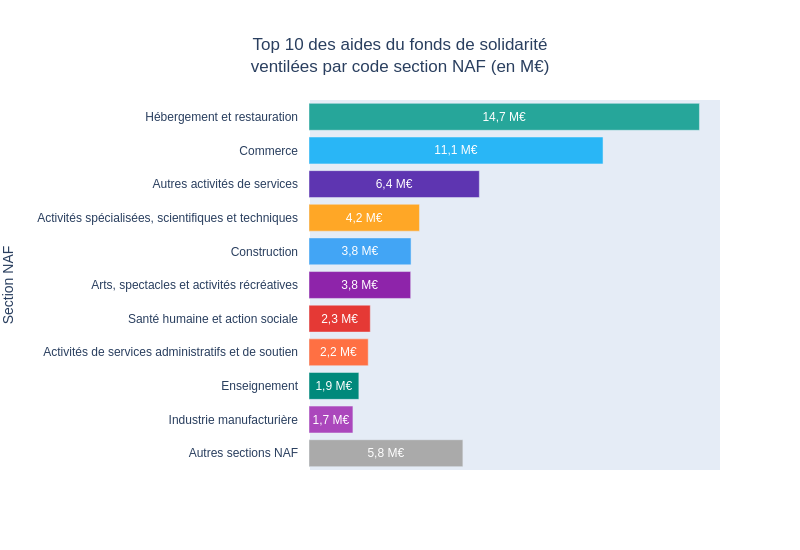 Top 10 des aides du fonds de solidarité
ventilées par code section NAF (en M€)
Section NAF
Hébergement et restauration 14,7 M€
Commerce 11,1 M€
Autres activités de services 6,4 M€
Activités spécialisées, scientifiques et techniques 4,2 M€
Construction 3,8 M€
Arts, spectacles et activités récréatives 3,8 M€
Santé humaine et action sociale 2,3 M€
Activités de services administratifs et de soutien 2,2 M€
Enseignement 1,9 M€
Industrie manufacturière 1,7 M€
Autres sections NAF 5,8 M€